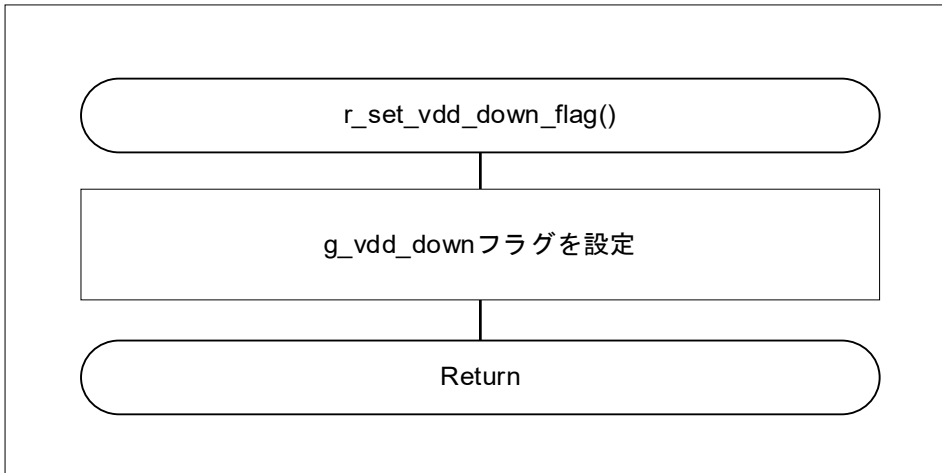 r_set_vdd_down_flag()
g_vdd_downフラグを設定
Return